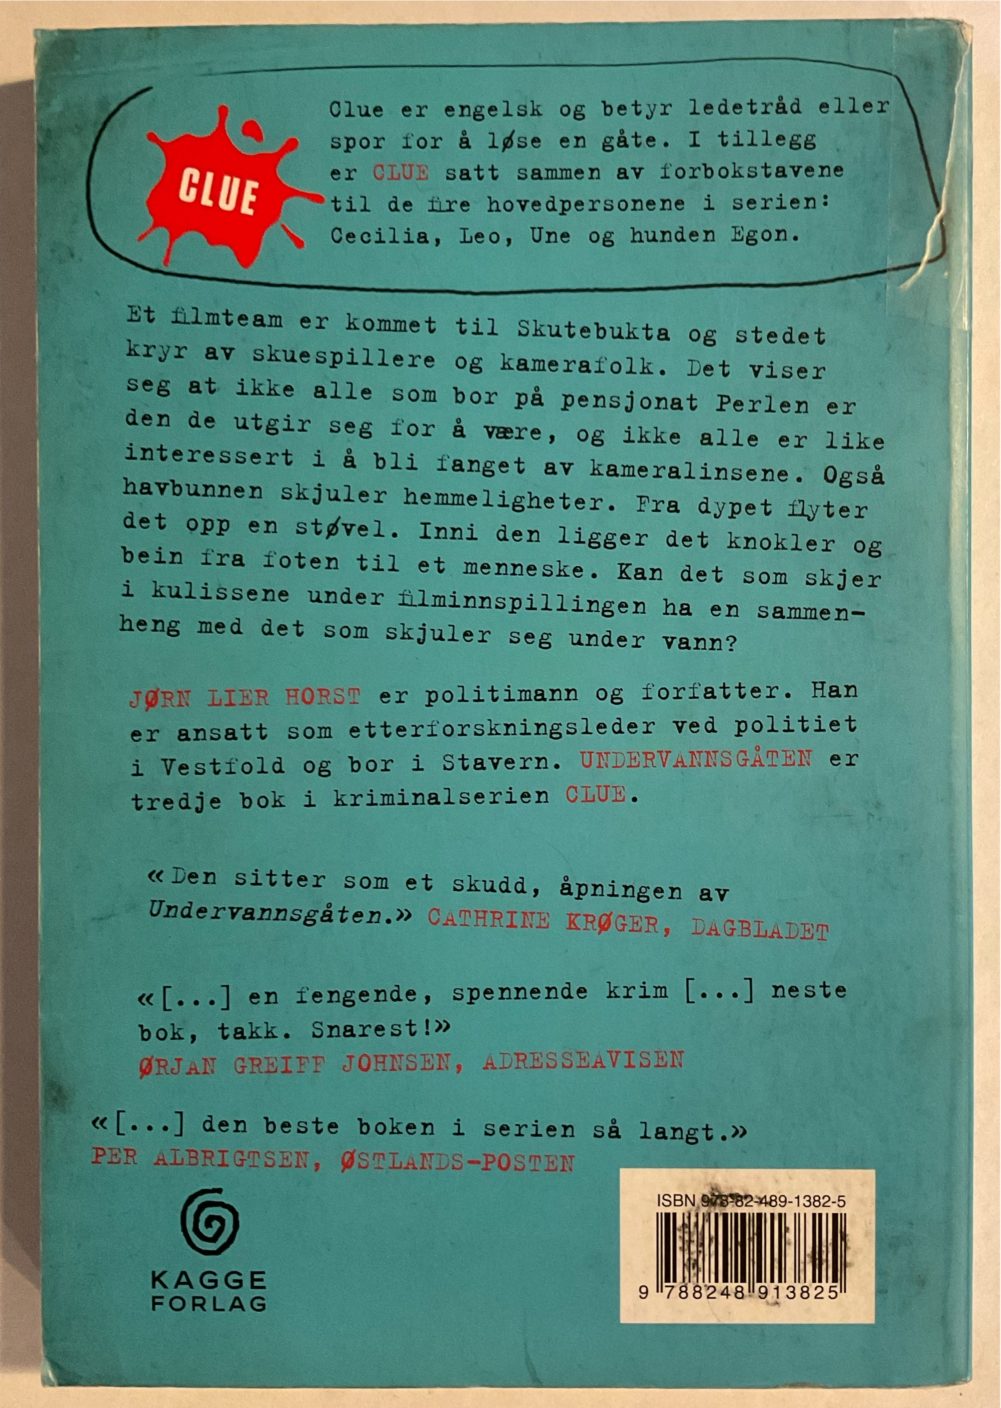 CLUE
Clue er engelsk og betyr ledetråd eller
spor for å løse en gåte. I tillegg
er CLUE satt sammen av forbokstavene
til de fire hovedpersonene i serien:
Cecilia, Leo, Une og hunden Egon.
Et filmteam er kommet til Skutebukta og stedet
kryr av skuespillere og kamerafolk. Det viser
seg at ikke alle som bor på pensjonat Perlen er
den de utgir seg for å være, og ikke alle er like
interessert i å bli fanget av kameralinsene. Også
havbunnen skjuler hemmeligheter. Fra dypet flyter
det opp en støvel. Inni den ligger det knokler og
bein fra foten til et menneske. Kan det som skjer
i kulissene under filminnspillingen ha en sammen-
heng med det som skjuler seg under vann?
JØRN LIER HORST er politimann og forfatter. Han
er ansatt som etterforskningsleder ved politiet
i Vestfold og bor i Stavern. UNDERVANNSGÅTEN er
tredje bok i kriminalserien CLUE.
«Den sitter som et skudd, åpningen av
Undervannsgåten.» CATHRINE KRØGER, DAGBLADET
«[...] en fengende, spennende krim [...] neste
bok, takk. Snarest!»
ØRJAN GREIFF JOHNSEN, ADRESSEAVISEN
«[...] den beste boken i serien så langt.»
PER ALBRIGTSEN, ØSTLANDS-POSTEN
KAGGE
FORLAG
ISBN 978-82-489-1382-5
9 788248 913825